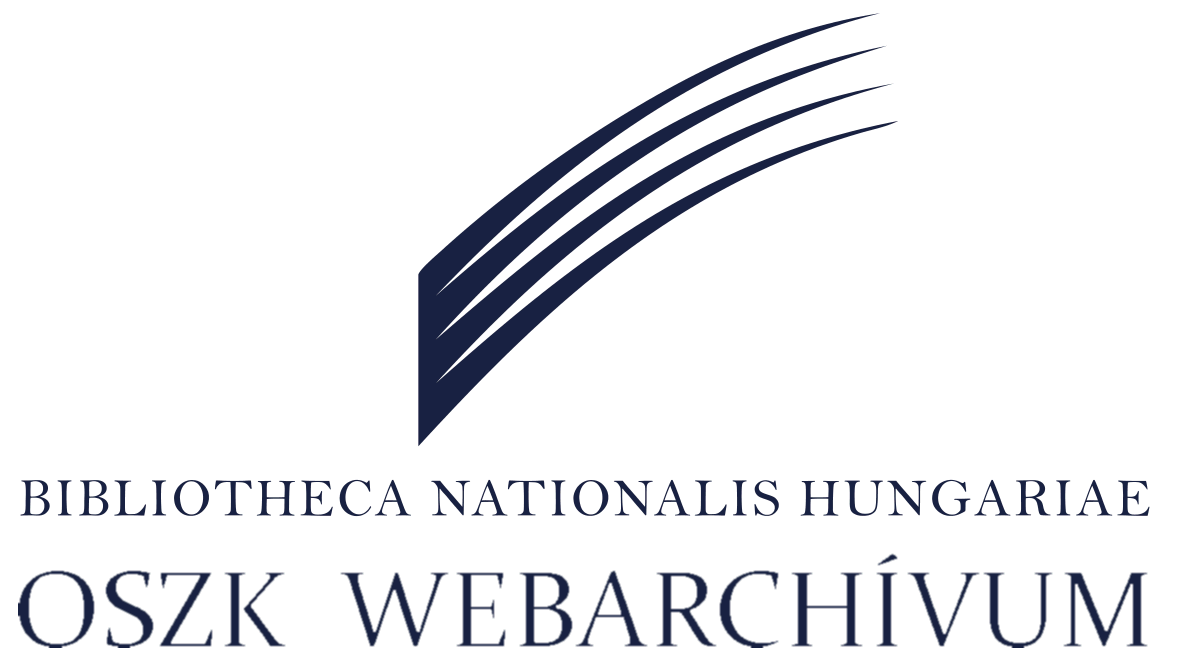 BIBLIOTHECA NATIONALIS HUNGARIAE
OSZK WEBARCHÍVUM